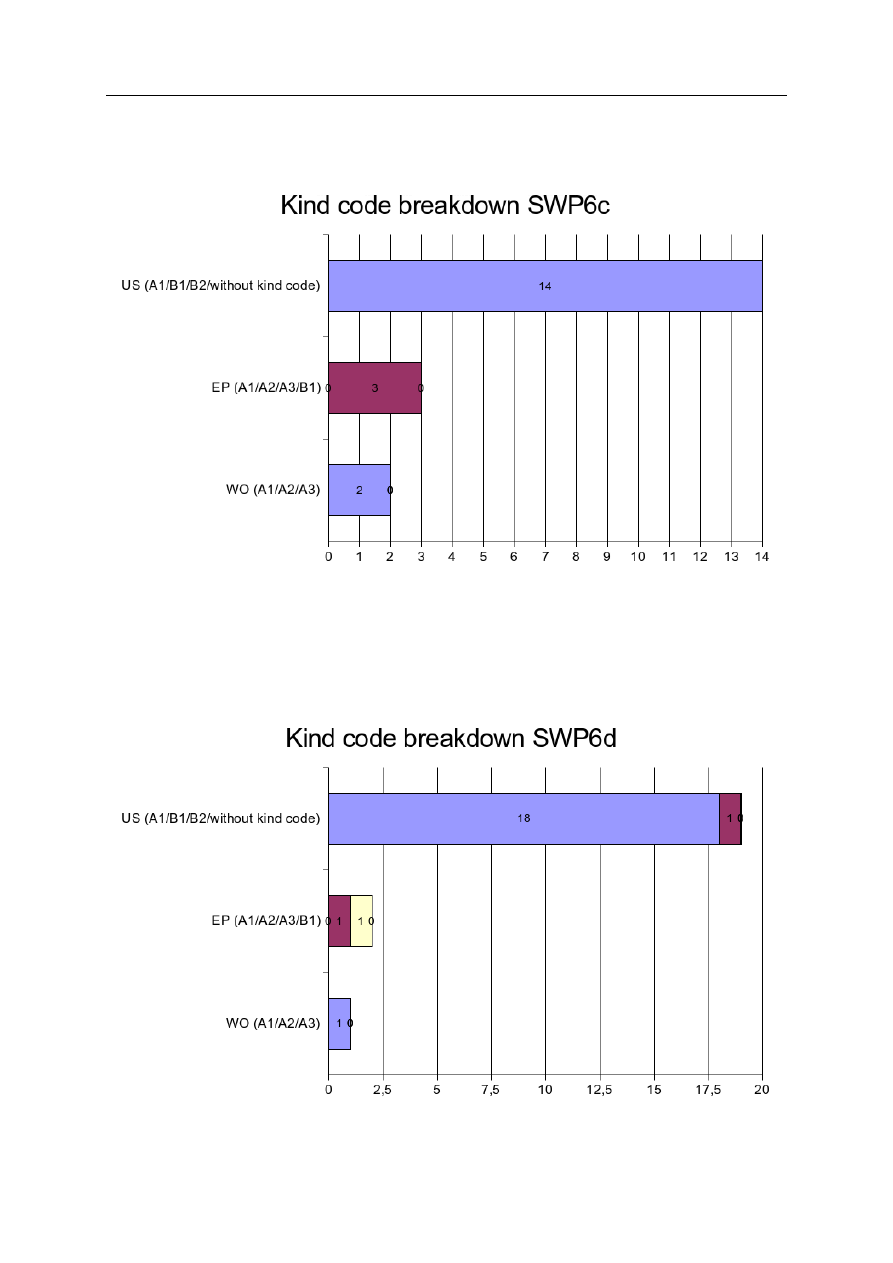 Kind code breakdown SWP6c
US (A1/B1/B2/without kind code) 14
EP (A1/A2/A3/B1) 0 3 0
WO (A1/A2/A3) 2 0
0 1 2 3 4 5 6 7 8 9 10 11 12 13 14
Kind code breakdown SWP6d
US (A1/B1/B2/without kind code) 18 1 0
EP (A1/A2/A3/B1) 0 1 1 0
WO (A1/A2/A3) 1 0
0 2,5 5 7,5 10 12,5 15 17,5 20